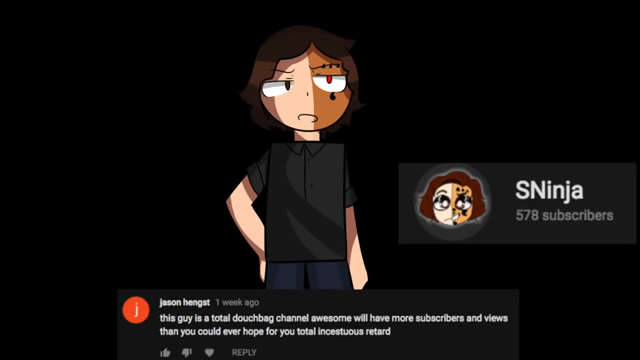 SNinja
578 subscribers
j
jason hengst 1 week ago
this guy is a total douchbag channel awesome will have more subscribers and views
than you could ever hope for you total incestuous retard
REPLY